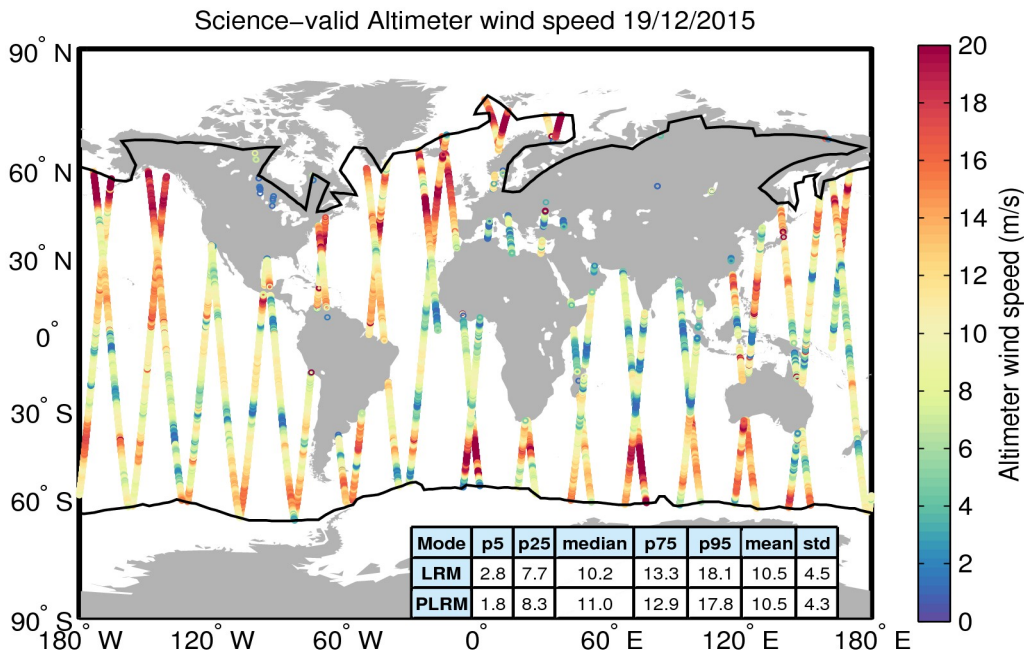 Science−valid Altimeter wind speed 19/12/2015
90° N
60° N
30° N
0°
30° S
60° S
90° S
180° W
120° W
60° W
0°
60° E
120° E
180° E
Mode p5 p25 median p75 p95 mean std
LRM 2.8 7.7 10.2 13.3 18.1 10.5 4.5
PLRM 1.8 8.3 11.0 12.9 17.8 10.5 4.3
20
18
16
14
12
10
8
6
4
2
0
Altimeter wind speed (m/s)